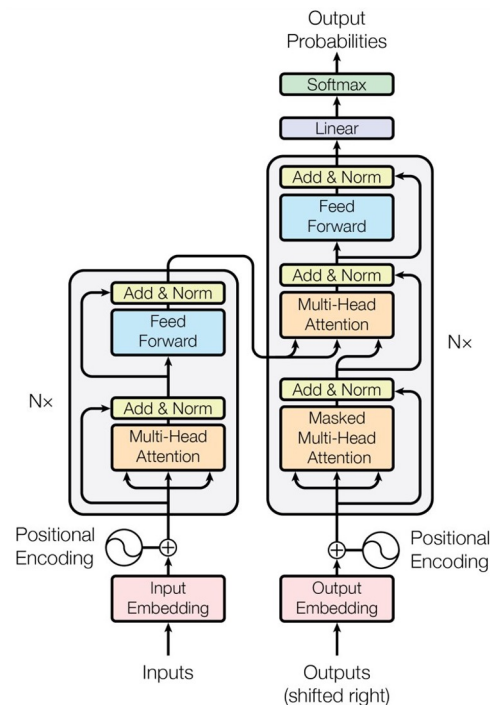 Output
Probabilities
Softmax
Linear
Add & Norm
Feed
Forward
Add & Norm
Multi-Head
Attention
Add & Norm
Masked
Multi-Head
Attention
N×
Add & Norm
Feed
Forward
Add & Norm
Multi-Head
Attention
N×
Positional
Encoding
Positional
Encoding
Input
Embedding
Output
Embedding
Inputs
Outputs
(shifted right)